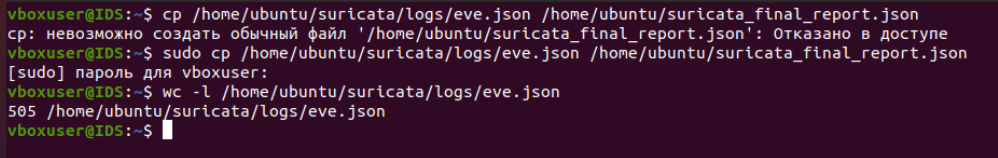 vboxuser@IDS:~$ cp /home/ubuntu/suricata/logs/eve.json /home/ubuntu/suricata_final_report.json
cp: невозможно создать обычный файл '/home/ubuntu/suricata_final_report.json': Отказано в доступе
vboxuser@IDS:~$ sudo cp /home/ubuntu/suricata/logs/eve.json /home/ubuntu/suricata_final_report.json
[sudo] пароль для vboxuser:
vboxuser@IDS:~$ wc -l /home/ubuntu/suricata/logs/eve.json
505 /home/ubuntu/suricata/logs/eve.json
vboxuser@IDS:~$